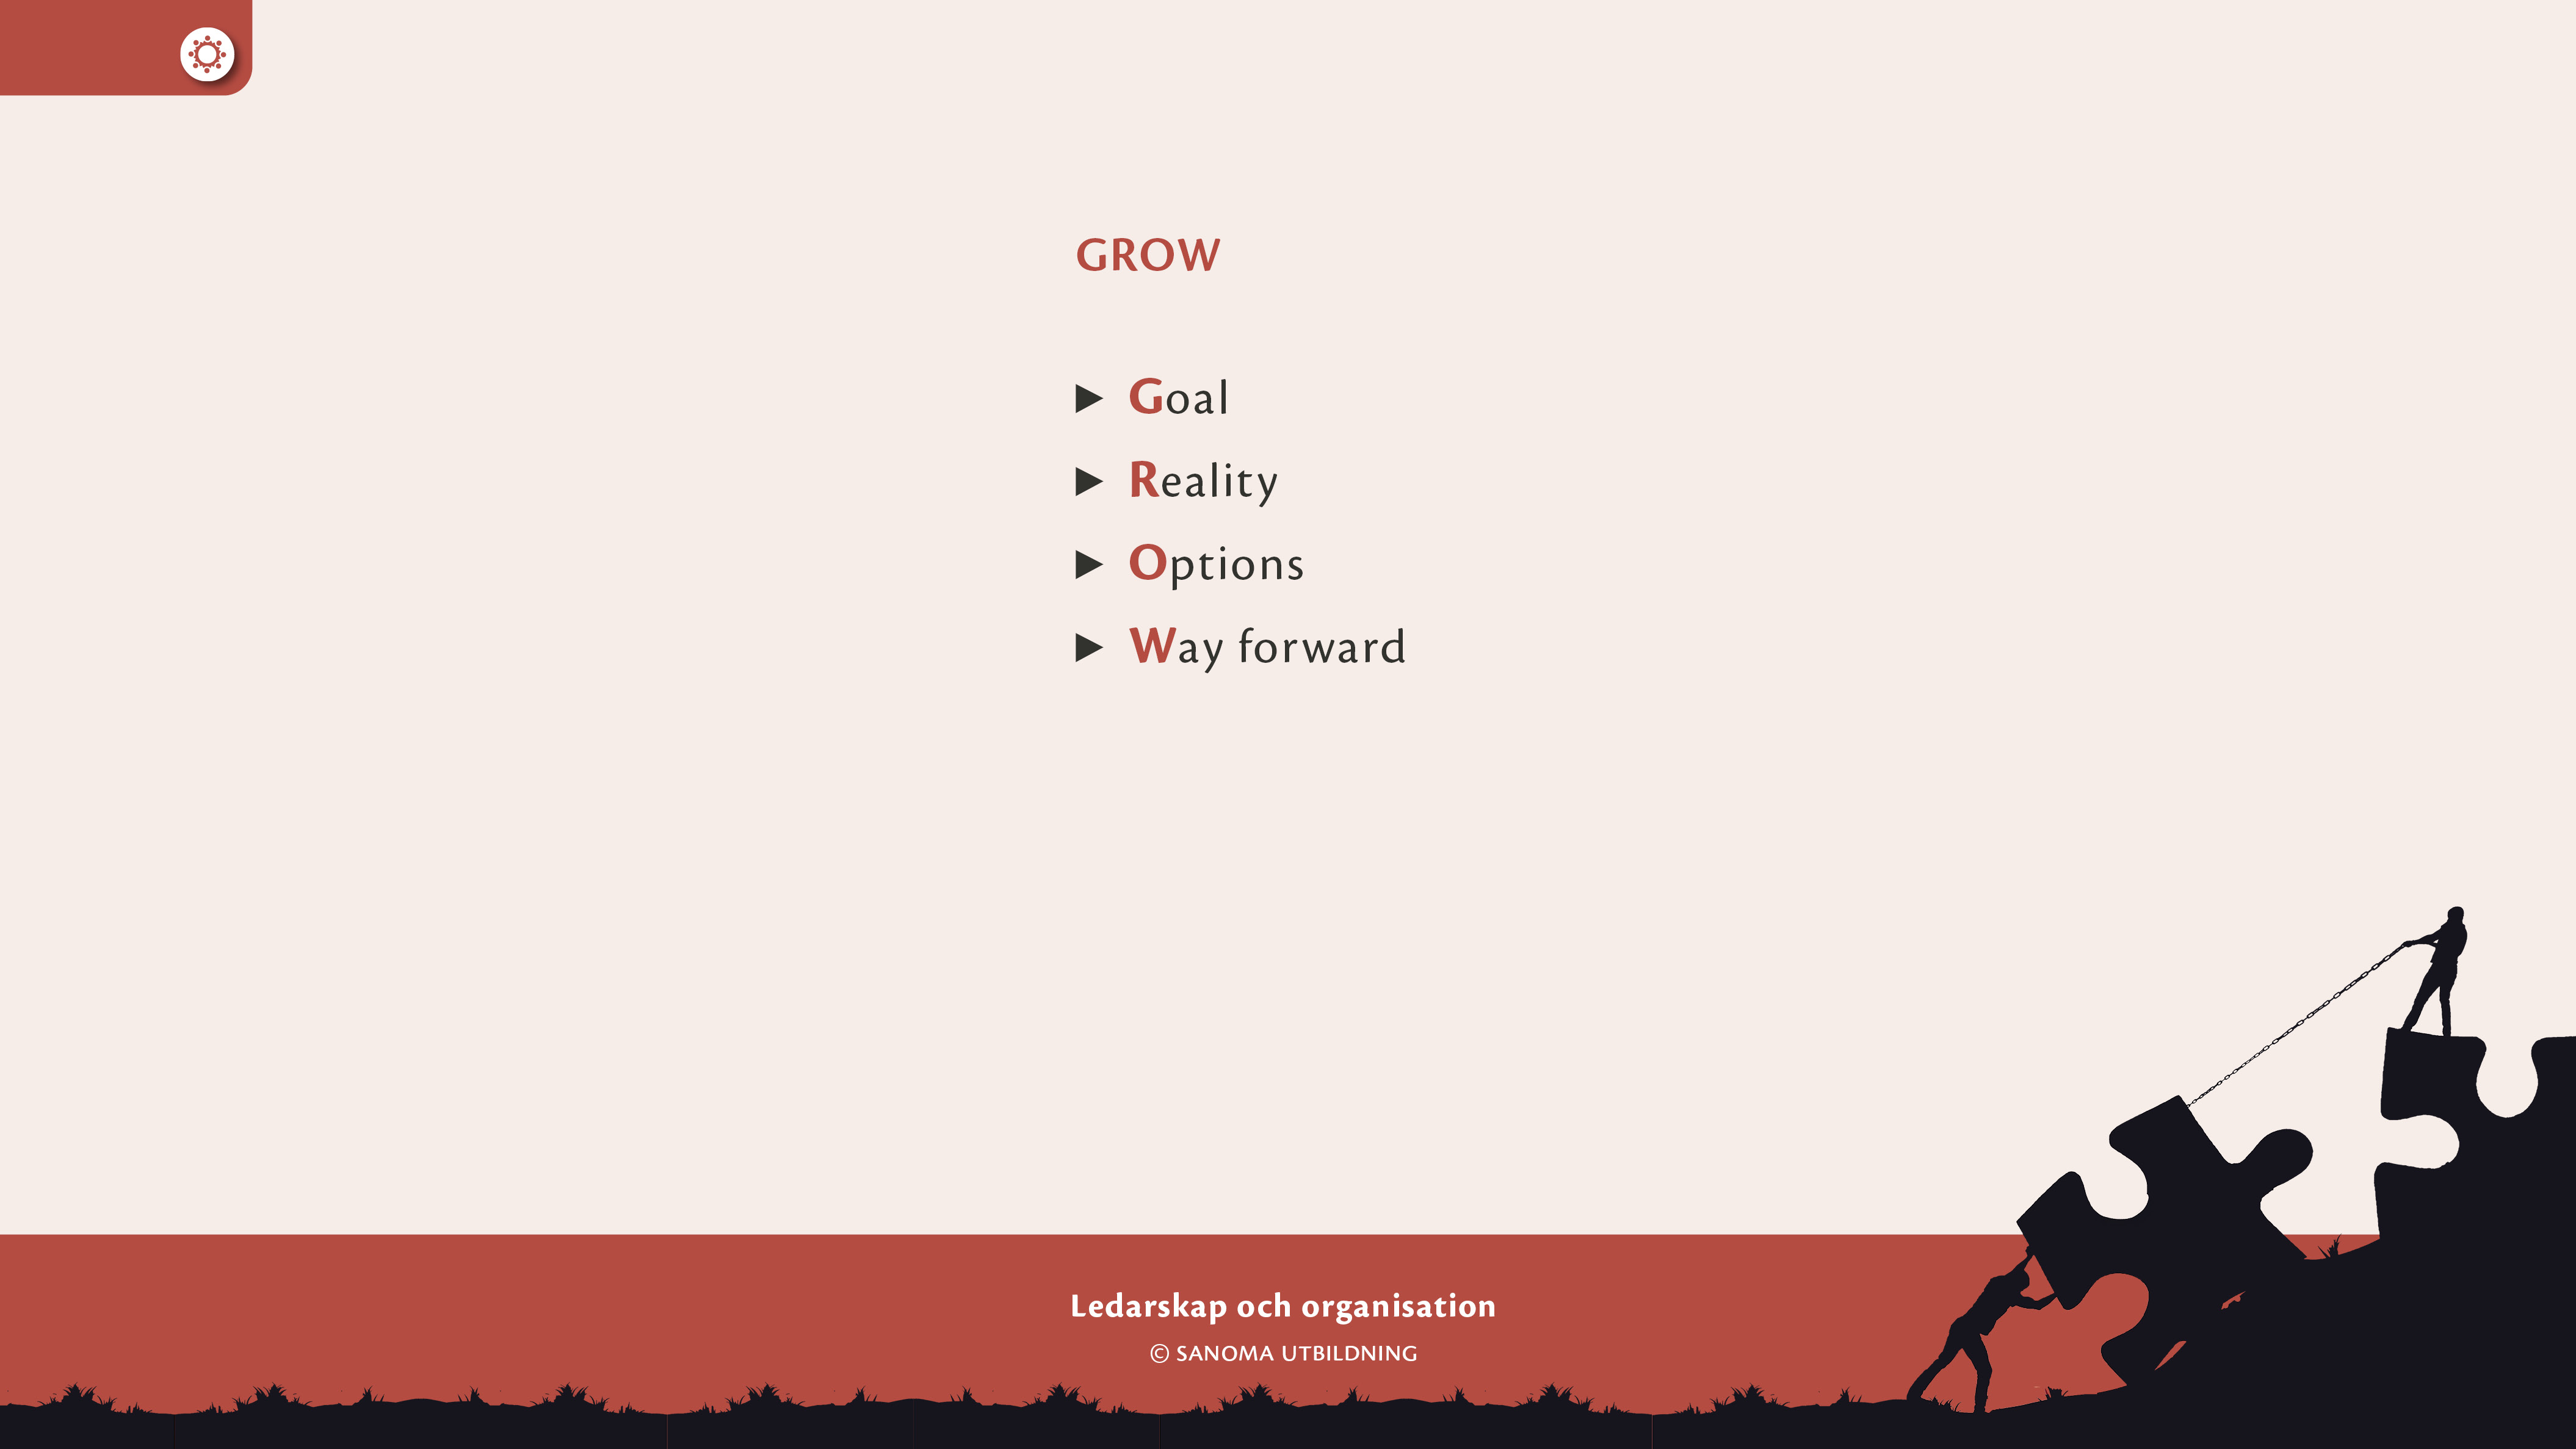 GROW
▶ Goal
▶ Reality
▶ Options
▶ Way forward
Ledarskap och organisation
© SANOMA UTBILDNING